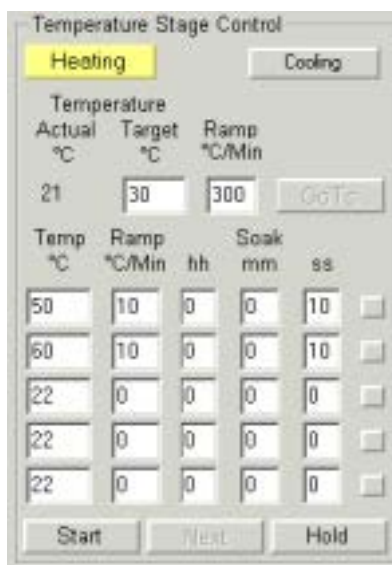 Temperature Stage Control
Heating Cooling
Temperature
Actual Target Ramp
°C °C °C/Min
21 30 300 GoTo
Temp Ramp Soak
°C °C/Min hh mm ss
50 10 0 0 10
60 10 0 0 10
22 0 0 0 0
22 0 0 0 0
22 0 0 0 0
Start Next Hold